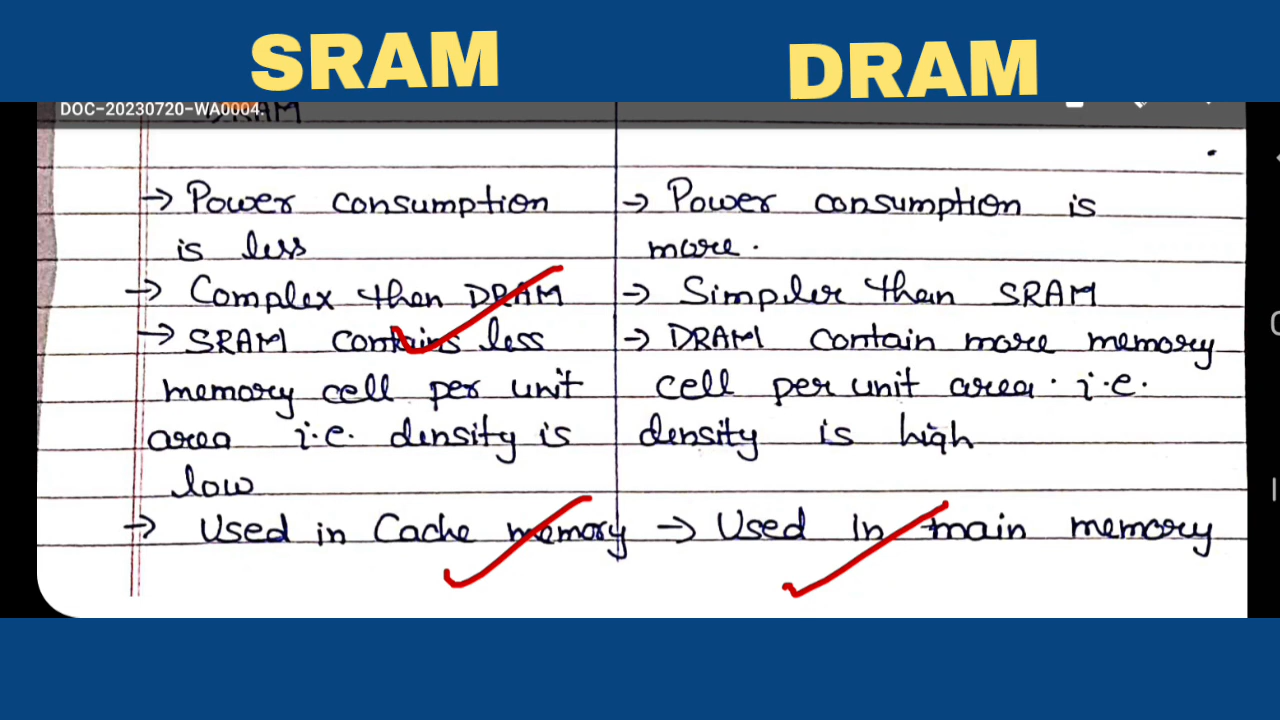 SRAM
DRAM
DOC-20230720-WA0004.
→ Power consumption
is less
→ Complex than DRAM
→ SRAM contains less
memory cell per unit
area i.e. density is
low
→ Used in Cache memory
→ Power consumption is
more.
→ Simpler than SRAM
→ DRAM contain more memory
cell per unit area. i.e.
density is high
→ Used In main memory